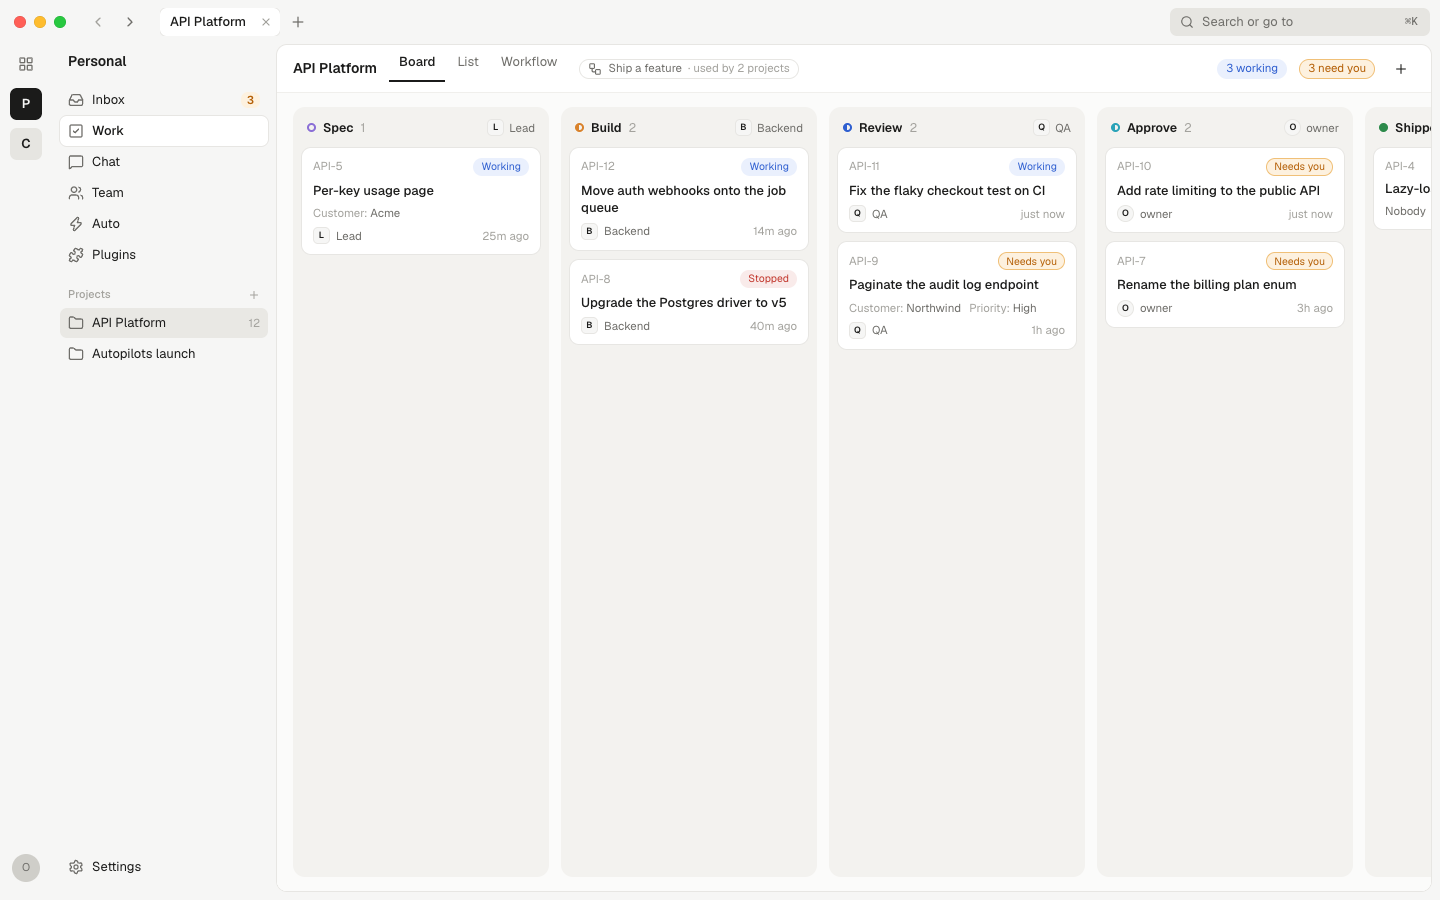 API Platform
Search or go to
⌘K
Personal
P
C
Inbox 3
Work
Chat
Team
Auto
Plugins
Projects
API Platform 12
Autopilots launch
O
Settings
API Platform Board List Workflow Ship a feature · used by 2 projects 3 working 3 need you
Spec 1 L Lead
API-5 Working
Per-key usage page
Customer: Acme
L Lead 25m ago
Build 2 B Backend
API-12 Working
Move auth webhooks onto the job
queue
B Backend 14m ago
API-8 Stopped
Upgrade the Postgres driver to v5
B Backend 40m ago
Review 2 Q QA
API-11 Working
Fix the flaky checkout test on CI
Q QA just now
API-9 Needs you
Paginate the audit log endpoint
Customer: Northwind Priority: High
Q QA 1h ago
Approve 2 O owner
API-10 Needs you
Add rate limiting to the public API
O owner just now
API-7 Needs you
Rename the billing plan enum
O owner 3h ago
API-4
Nobody